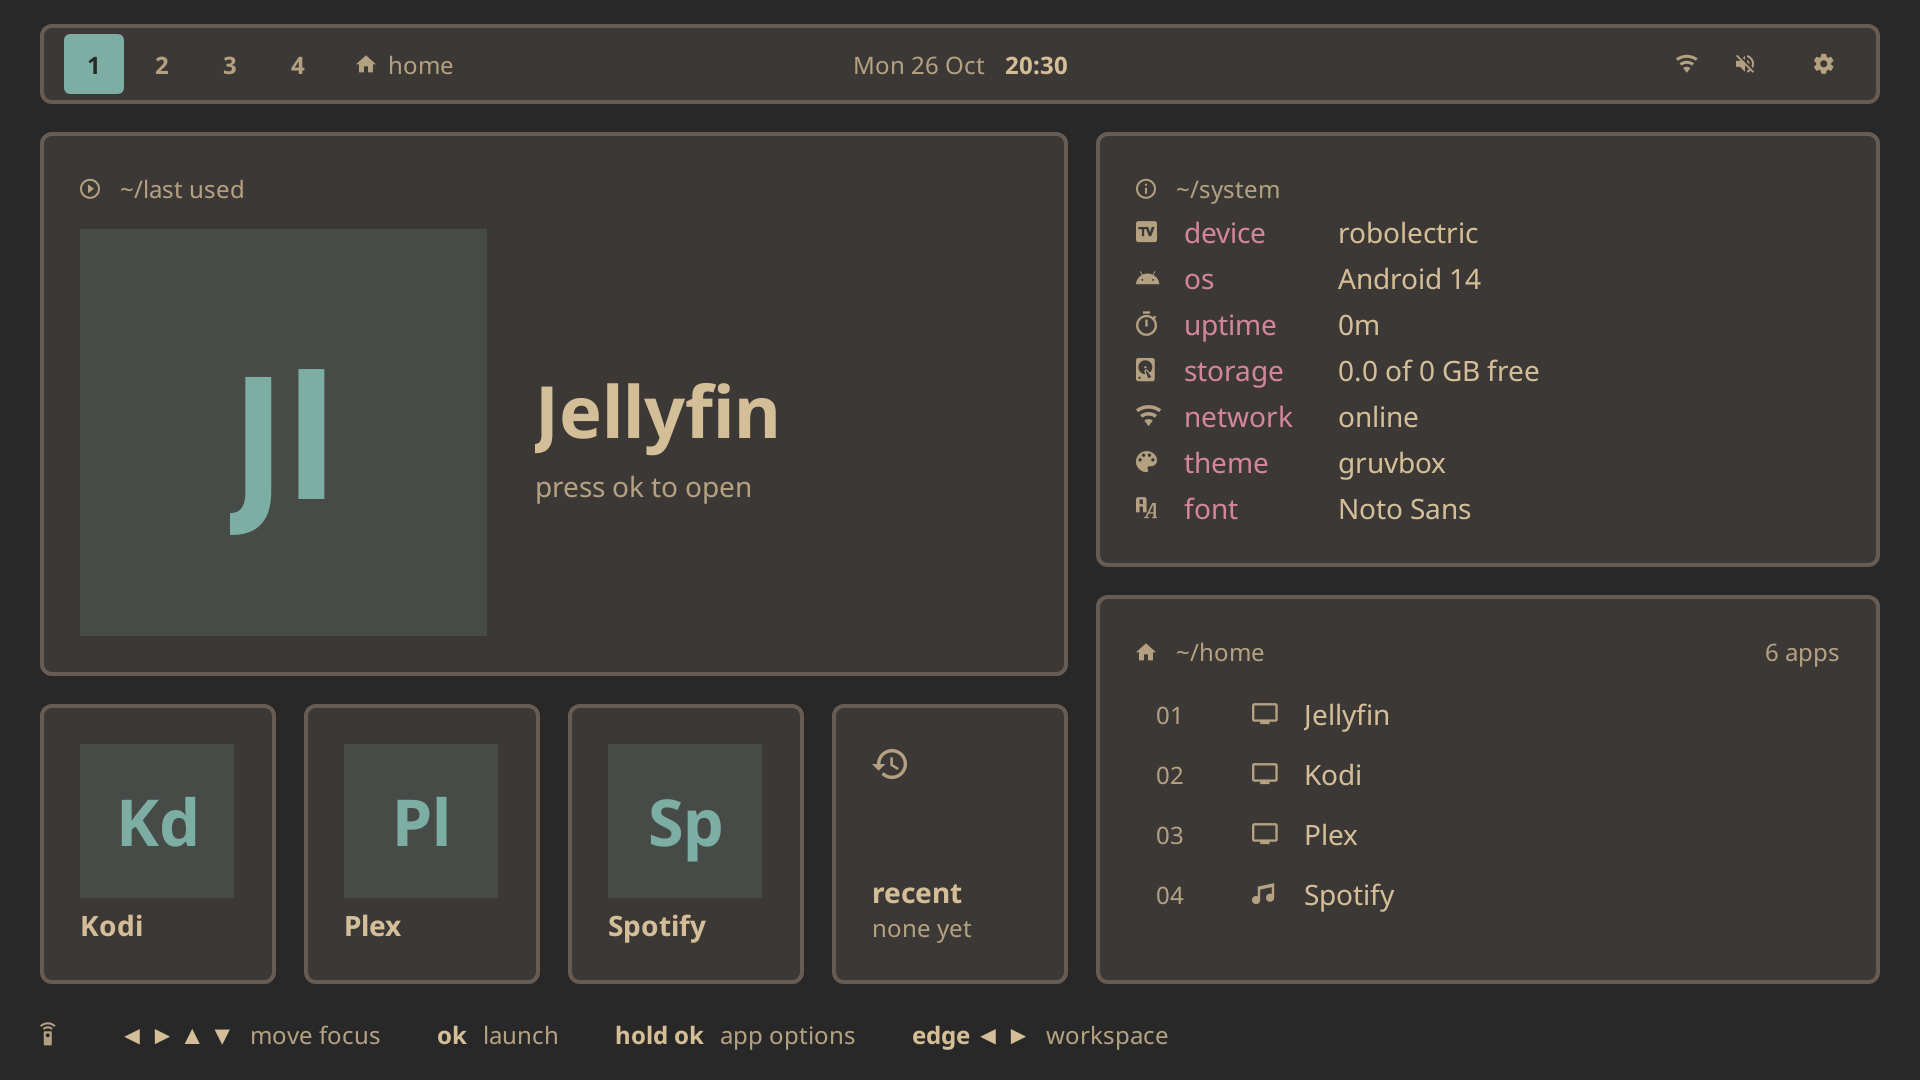 1 2 3 4 home Mon 26 Oct 20:30
~/last used
Jl
Jellyfin
press ok to open
~/system
TV device robolectric
os Android 14
uptime 0m
storage 0.0 of 0 GB free
network online
theme gruvbox
font Noto Sans
Kd
Kodi
Pl
Plex
Sp
Spotify
recent
none yet
~/home 6 apps
01 Jellyfin
02 Kodi
03 Plex
04 Spotify
◀ ▶ ▲ ▼ move focus ok launch hold ok app options edge ◀ ▶ workspace